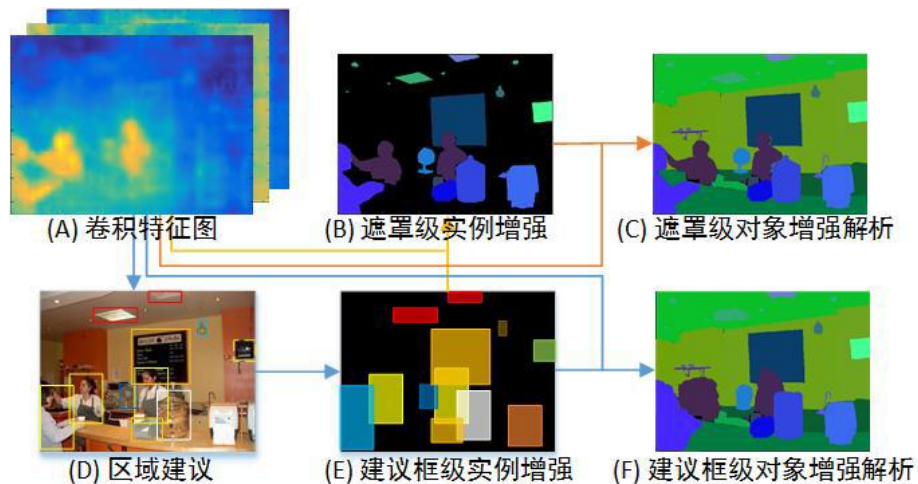 (A) 卷积特征图
(B) 遮罩级实例增强
(C) 遮罩级对象增强解析
(D) 区域建议
(E) 建议框级实例增强
(F) 建议框级对象增强解析